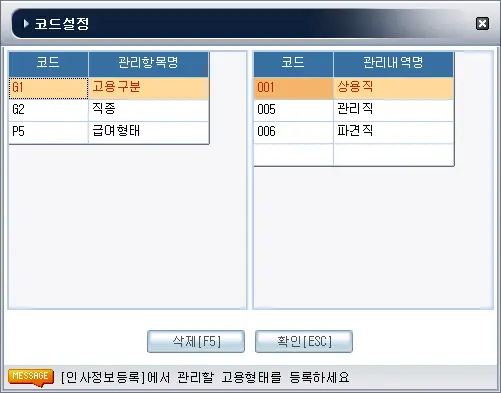 코드설정
코드 관리항목명
G1 고용구분
G2 직종
P5 급여형태
코드 관리내역명
001 상용직
005 관리직
006 파견직
삭제[F5] 확인[ESC]
MESSAGE [인사정보등록]에서 관리할 고용형태를 등록하세요